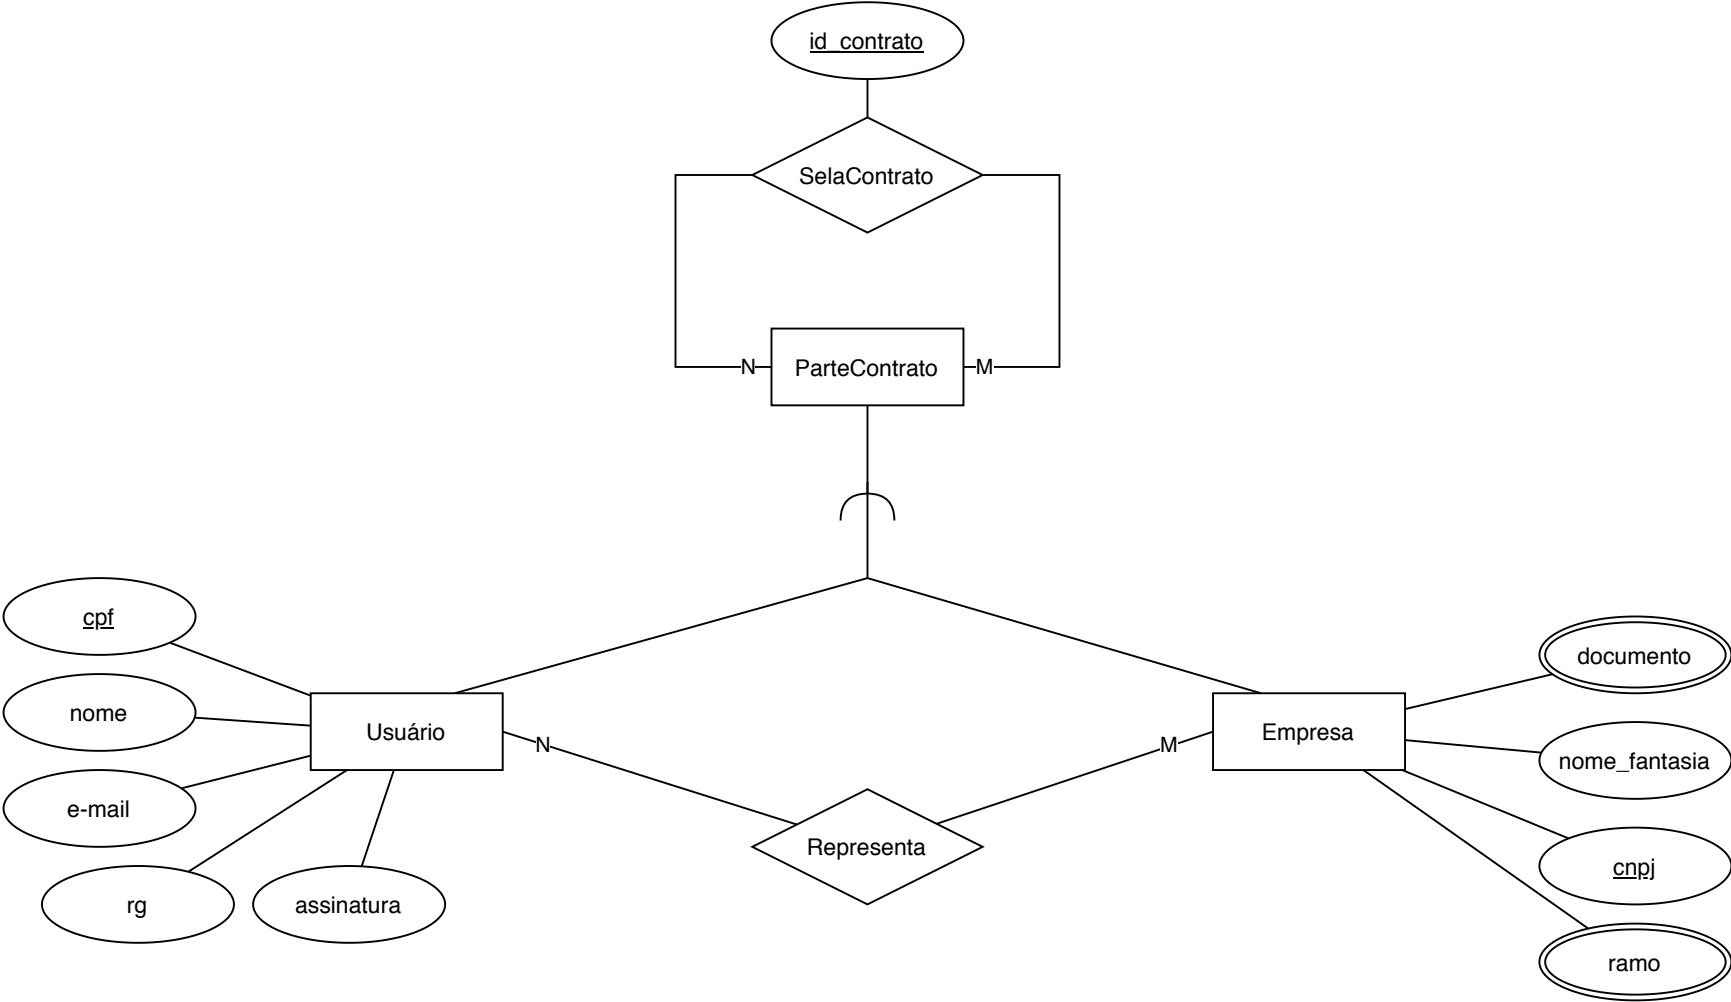 id_contrato
SelaContrato
N
ParteContrato
M
cpf
nome
e-mail
rg
assinatura
Usuário
N
Representa
M
Empresa
documento
nome_fantasia
cnpj
ramo